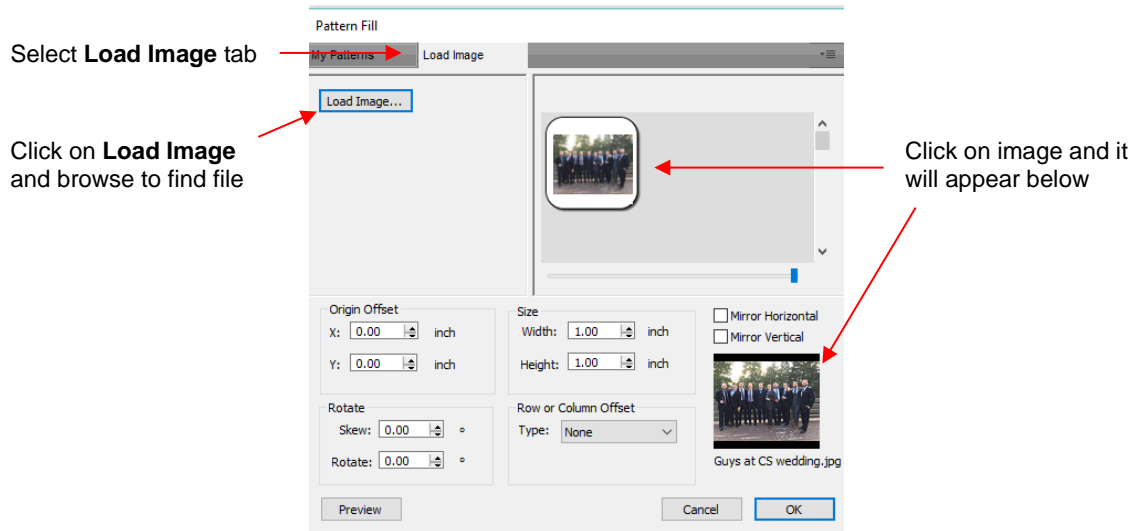 Pattern Fill
Select Load Image tab
My Patterns Load Image
Load Image...
Click on Load Image
and browse to find file
Click on image and it
will appear below
Origin Offset
X: 0.00 inch
Y: 0.00 inch
Size
Width: 1.00 inch
Height: 1.00 inch
Mirror Horizontal
Mirror Vertical
Rotate
Skew: 0.00 °
Rotate: 0.00 °
Row or Column Offset
Type: None
Guys at CS wedding.jpg
Preview
Cancel
OK